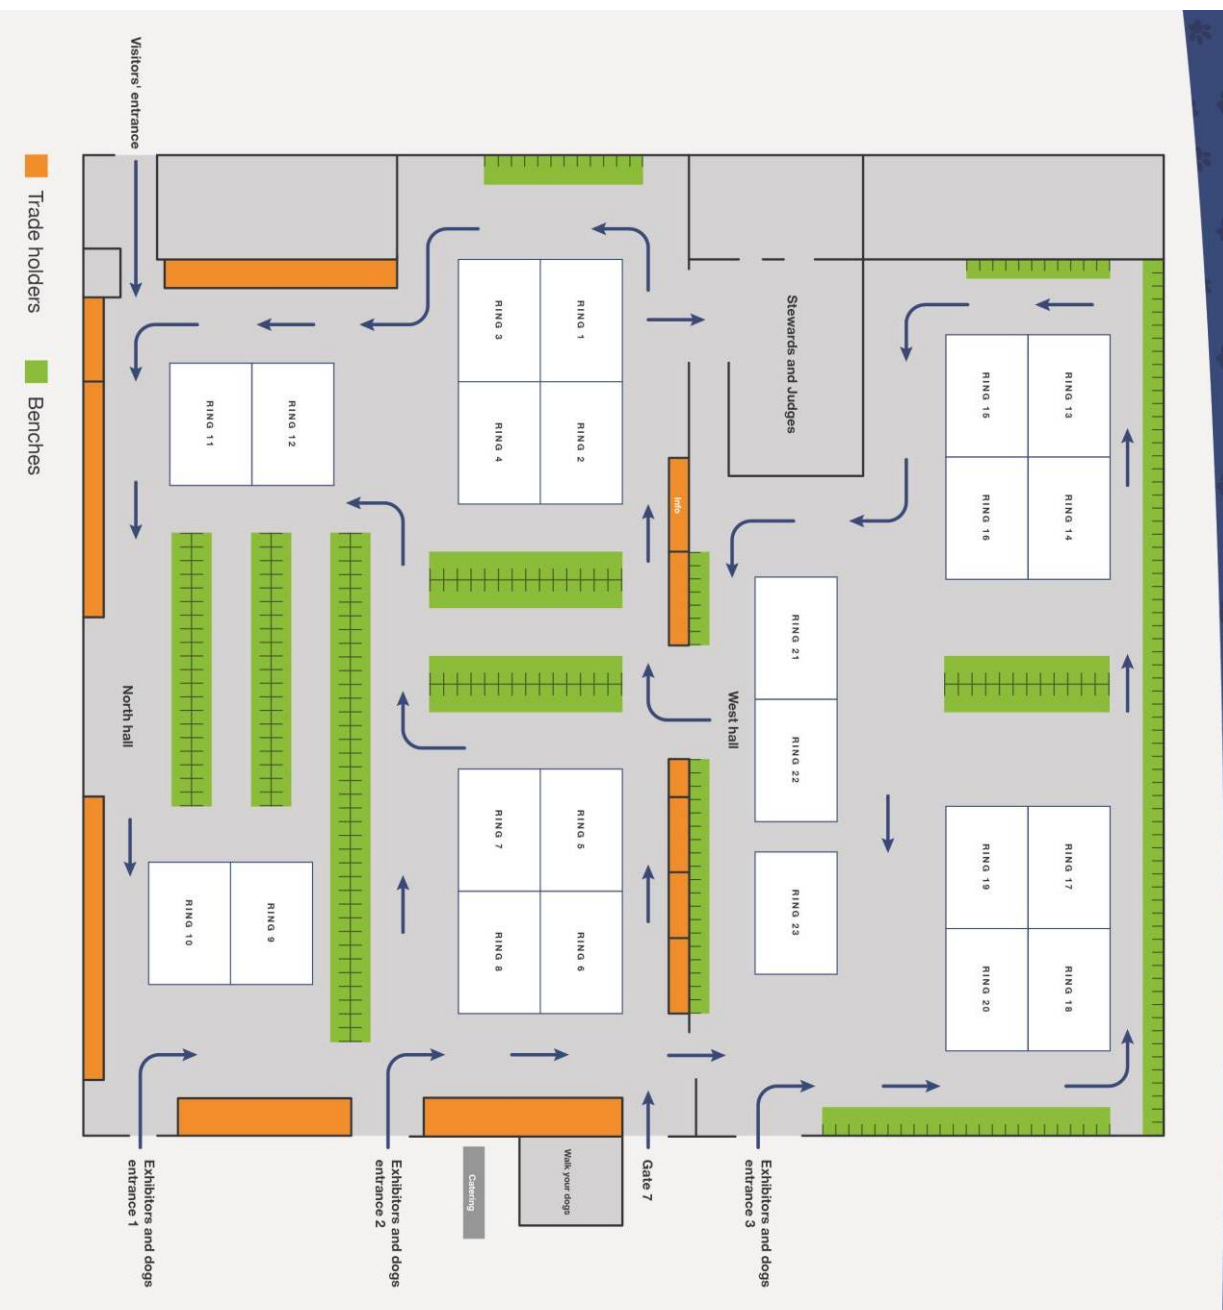 Visitors' entrance
Trade holders
Benches
Stewards and Judges
RING 13
RING 15
RING 14
RING 16
RING 1
RING 3
RING 2
RING 4
RING 12
RING 11
Info
RING 21
RING 22
RING 23
West hall
North hall
RING 17
RING 19
RING 18
RING 20
RING 5
RING 7
RING 6
RING 8
RING 9
RING 10
Walk your dogs
Catering
Gate 7
Exhibitors and dogs
entrance 3
Exhibitors and dogs
entrance 2
Exhibitors and dogs
entrance 1